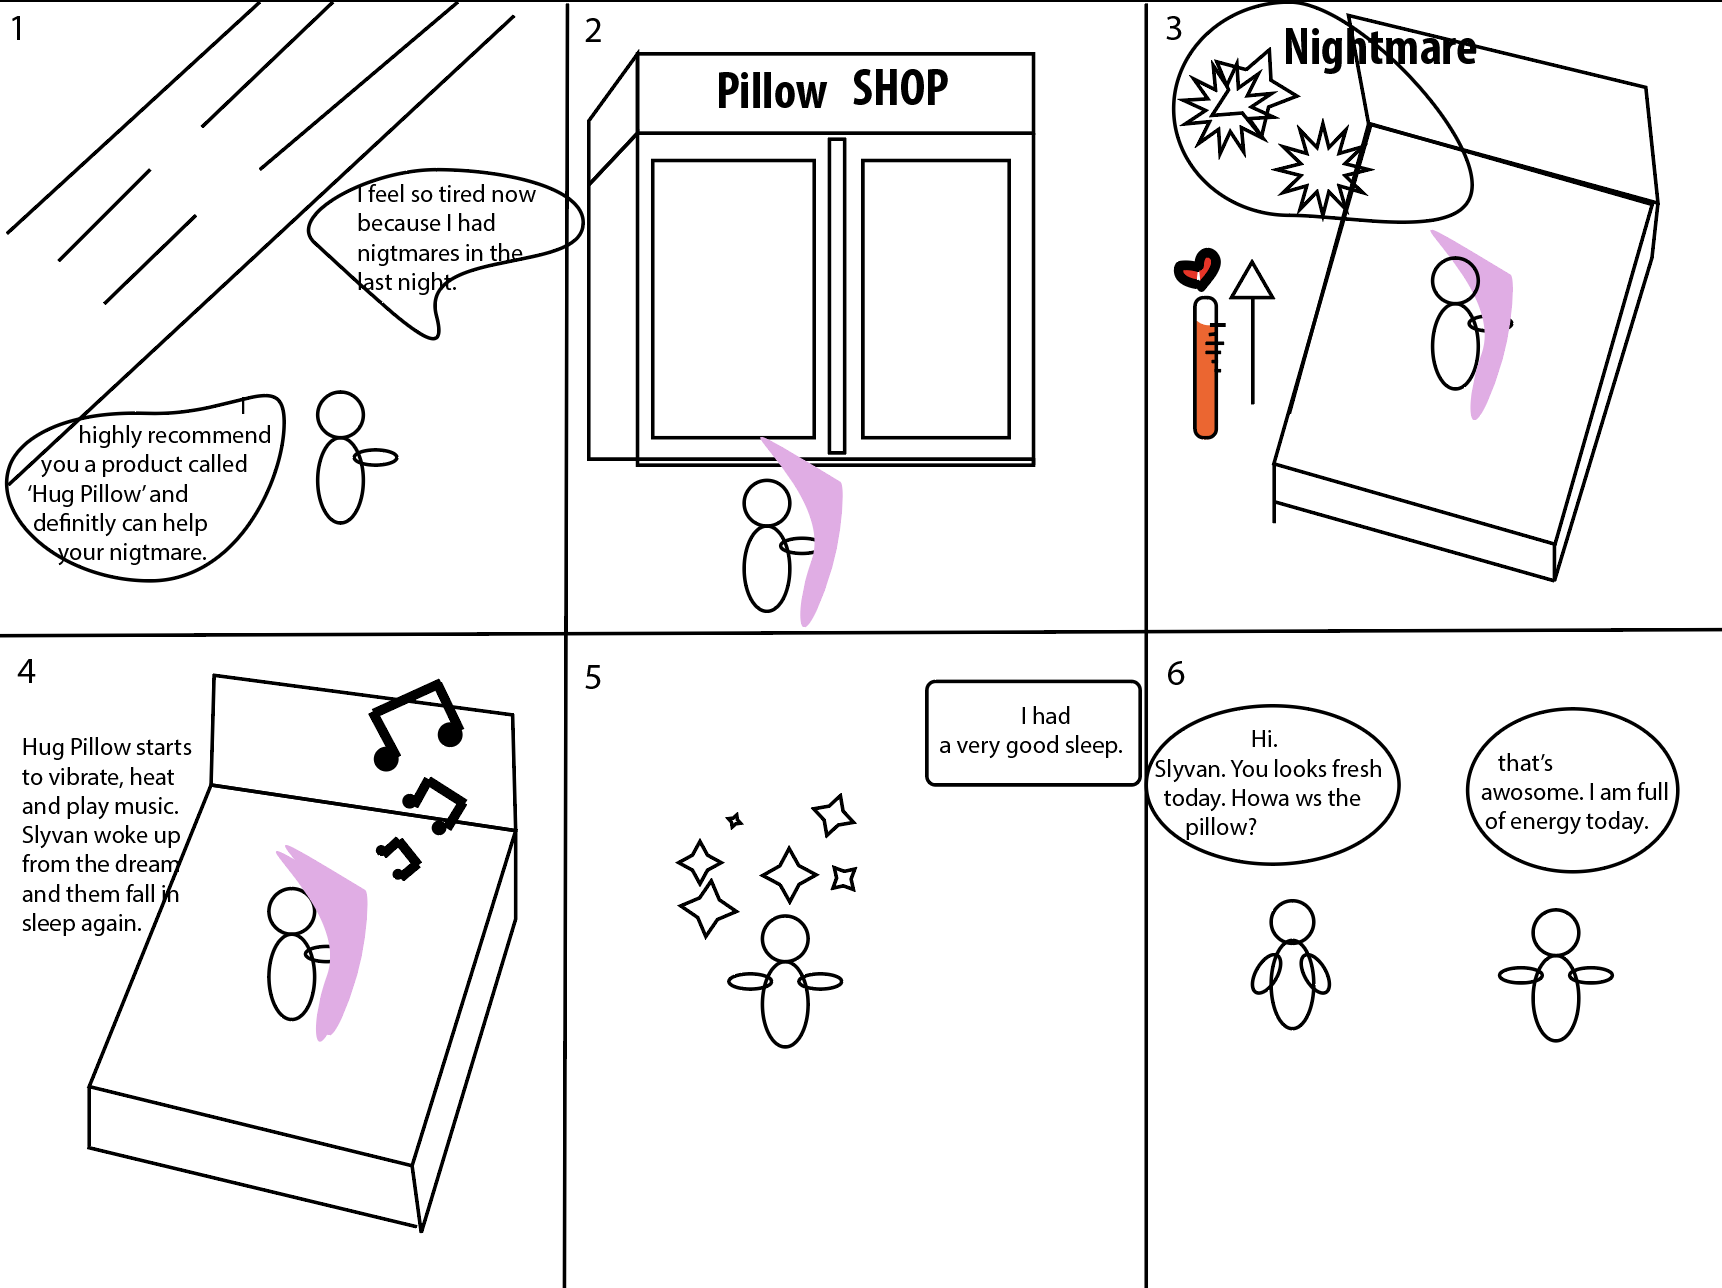 1
I feel so tired now
because I had
nigtmares in the
last night.
I
highly recommend
you a product called
‘Hug Pillow’ and
definitly can help
your nigtmare.
2
Pillow SHOP
3
Nightmare
4
Hug Pillow starts
to vibrate, heat
and play music.
Slyvan woke up
from the dream
and them fall in
sleep again.
5
I had
a very good sleep.
6
Hi.
Slyvan. You looks fresh
today. Howa ws the
pillow?
that’s
awosome. I am full
of energy today.